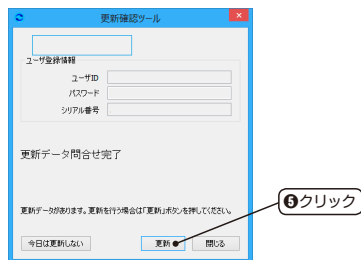 更新確認ツール
ユーザ登録情報
ユーザID
パスワード
シリアル番号
更新データ問合せ完了
更新データがあります。更新を行う場合は「更新」ボタンを押してください。
❺クリック
今日は更新しない 更新 閉じる